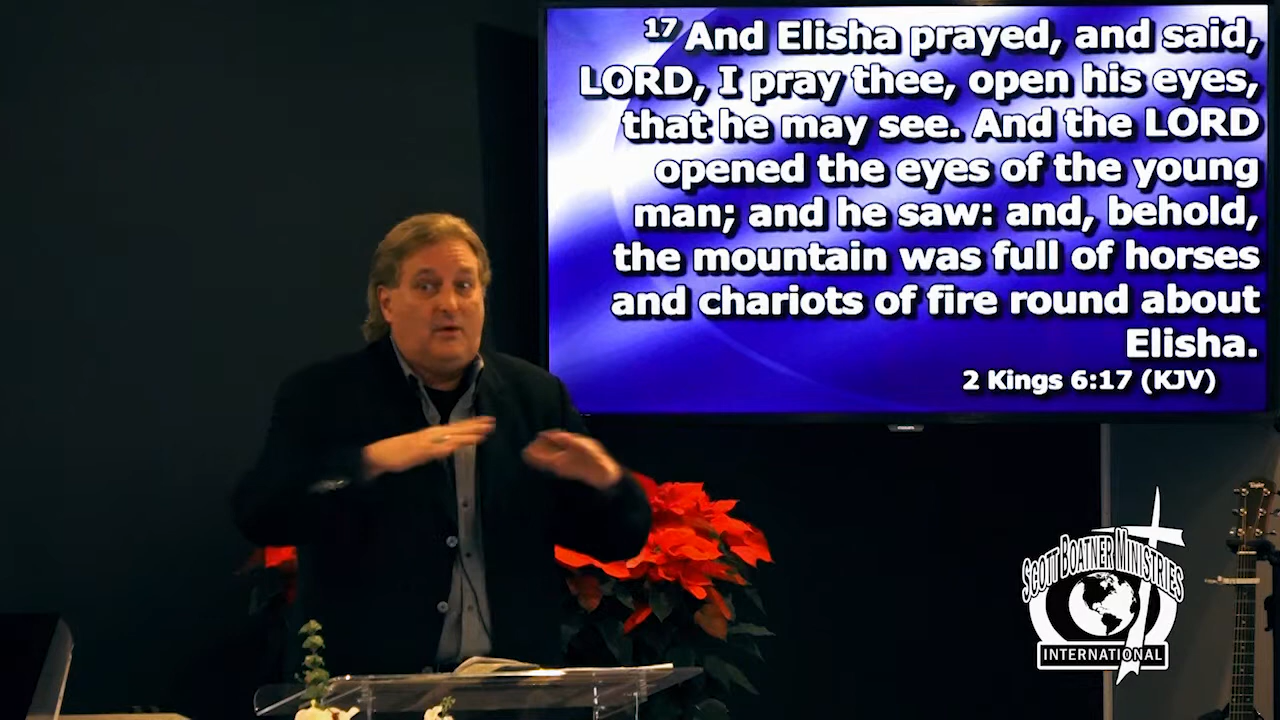 17 And Elisha prayed, and said,
LORD, I pray thee, open his eyes,
that he may see. And the LORD
opened the eyes of the young
man; and he saw: and, behold,
the mountain was full of horses
and chariots of fire round about
Elisha.
2 Kings 6:17 (KJV)
SCOTT BOATNER MINISTRIES
INTERNATIONAL
Taylor